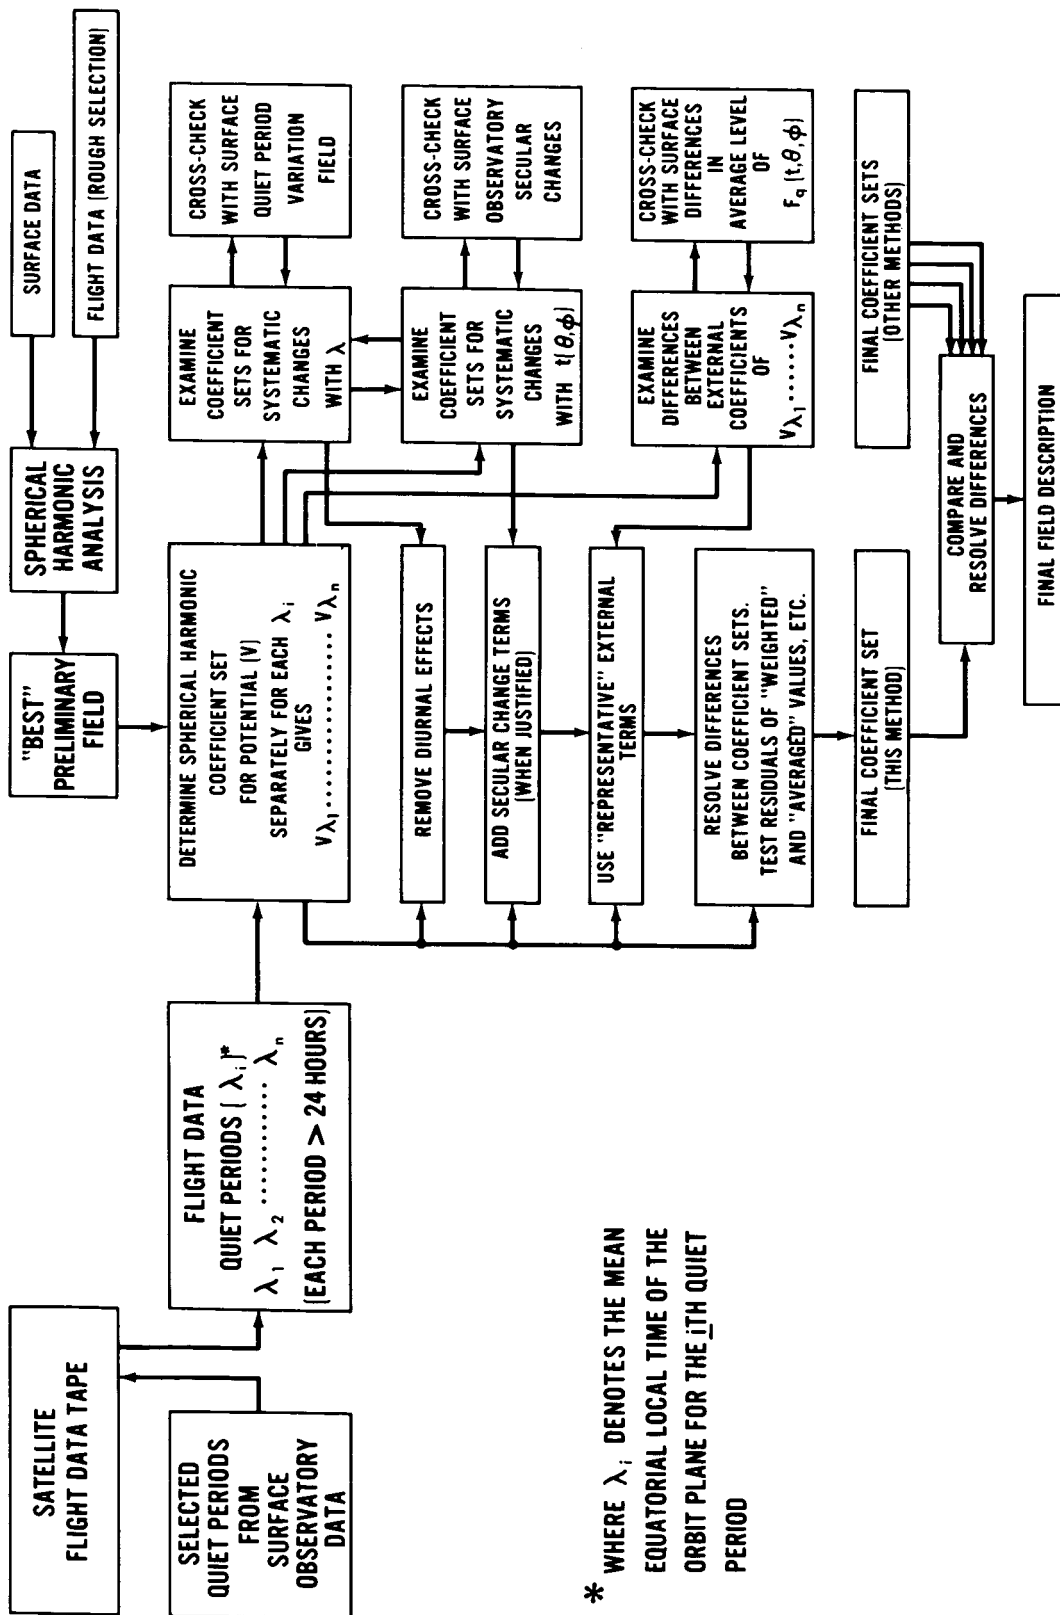 SATELLITE
FLIGHT DATA TAPE
SELECTED
QUIET PERIODS
FROM
SURFACE
OBSERVATORY
DATA
FLIGHT DATA
QUIET PERIODS (λi)*
λ1 λ2 ............ λn
(EACH PERIOD > 24 HOURS)
"BEST"
PRELIMINARY
FIELD
SPHERICAL
HARMONIC
ANALYSIS
SURFACE DATA
FLIGHT DATA (ROUGH SELECTION)
DETERMINE SPHERICAL HARMONIC
COEFFICIENT SET
FOR POTENTIAL (V)
SEPARATELY FOR EACH λi
GIVES
Vλ1 ............... Vλn
EXAMINE
COEFFICIENT
SETS FOR
SYSTEMATIC
CHANGES
WITH λ
CROSS-CHECK
WITH SURFACE
QUIET PERIOD
VARIATION
FIELD
REMOVE DIURNAL EFFECTS
EXAMINE
COEFFICIENT
SETS FOR
SYSTEMATIC
CHANGES
WITH t(θ,ϕ)
CROSS-CHECK
WITH SURFACE
OBSERVATORY
SECULAR
CHANGES
ADD SECULAR CHANGE TERMS
(WHEN JUSTIFIED)
USE "REPRESENTATIVE" EXTERNAL
TERMS
EXAMINE
DIFFERENCES
BETWEEN
EXTERNAL
COEFFICIENTS
OF
Vλ1 ...... Vλn
CROSS-CHECK
WITH SURFACE
DIFFERENCES
IN
AVERAGE LEVEL
OF
Fq (t,θ,ϕ)
RESOLVE DIFFERENCES
BETWEEN COEFFICIENT SETS.
TEST RESIDUALS OF "WEIGHTED"
AND "AVERAGED" VALUES, ETC.
FINAL COEFFICIENT SET
(THIS METHOD)
FINAL COEFFICIENT SETS
(OTHER METHODS)
COMPARE AND
RESOLVE DIFFERENCES
FINAL FIELD DESCRIPTION
* WHERE λi DENOTES THE MEAN
EQUATORIAL LOCAL TIME OF THE
ORBIT PLANE FOR THE iTH QUIET
PERIOD